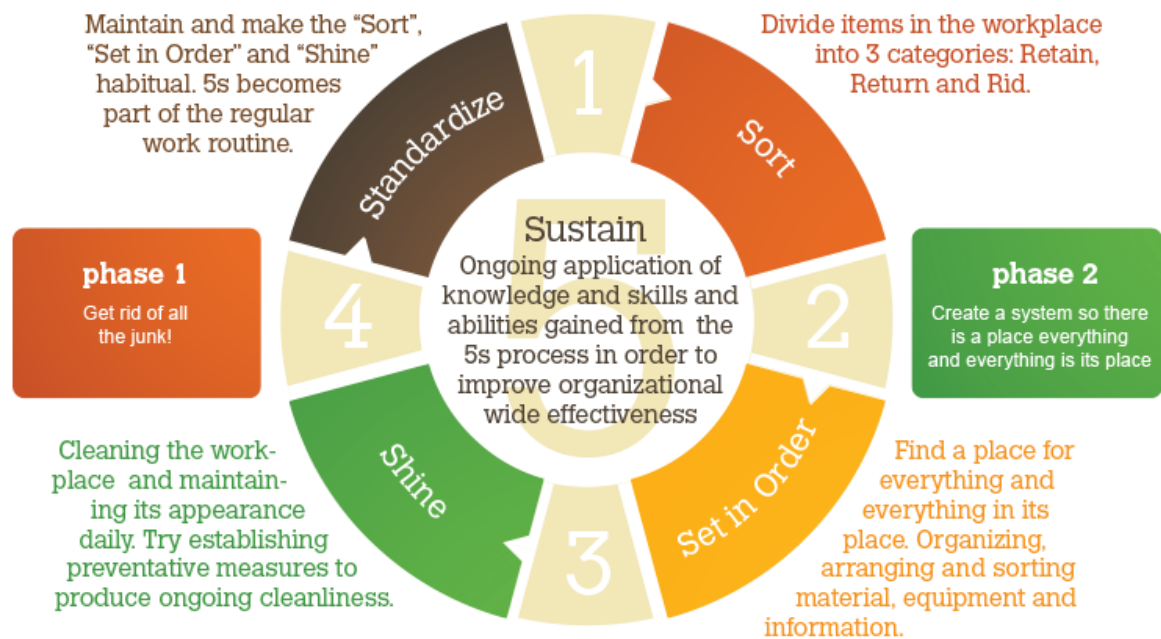 Maintain and make the “Sort”,
“Set in Order” and “Shine”
habitual. 5s becomes
part of the regular
work routine.
1
Divide items in the workplace
into 3 categories: Retain,
Return and Rid.
Standardize
Sort
phase 1
Get rid of all
the junk!
4
5
Sustain
Ongoing application of
knowledge and skills and
abilities gained from the
5s process in order to
improve organizational
wide effectiveness
2
phase 2
Create a system so there
is a place everything
and everything is its place
Shine
Set in Order
Cleaning the work-
place and maintain-
ing its appearance
daily. Try establishing
preventative measures to
produce ongoing cleanliness.
3
Find a place for
everything and
everything in its
place. Organizing,
arranging and sorting
material, equipment and
information.